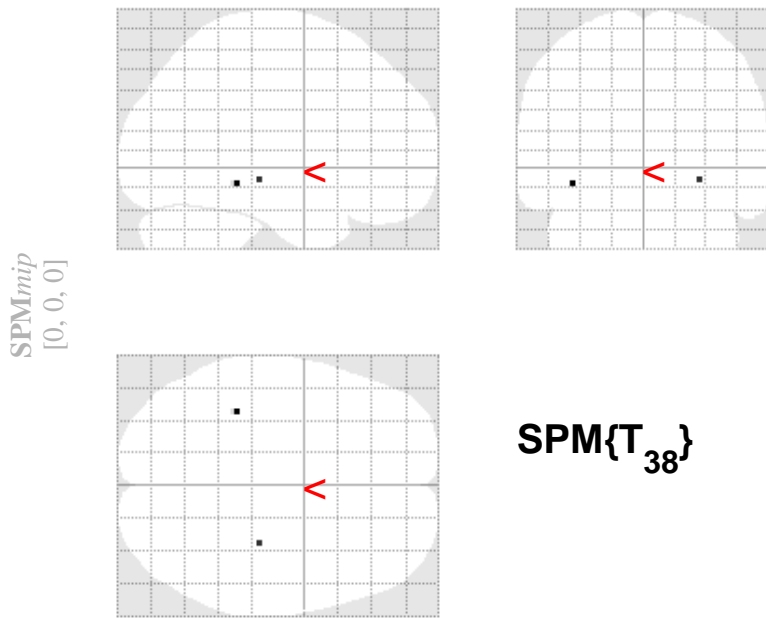 SPMmip
[0, 0, 0]
<
<
<
SPM{T38}